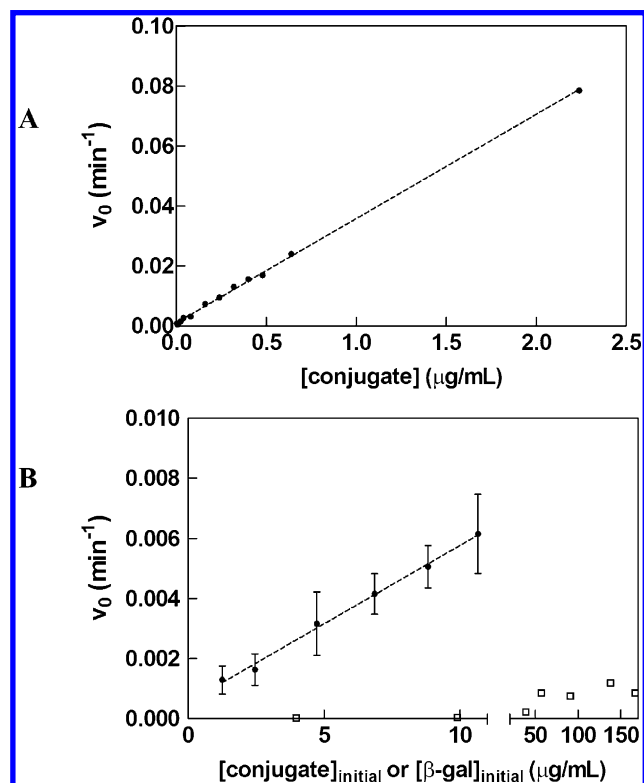 A
v₀ (min⁻¹)
0.10
0.08
0.06
0.04
0.02
0.00
0.0 0.5 1.0 1.5 2.0 2.5
[conjugate] (μg/mL)
B
v₀ (min⁻¹)
0.010
0.008
0.006
0.004
0.002
0.000
0 5 10 50 100 150
[conjugate]initial or [β-gal]initial (μg/mL)